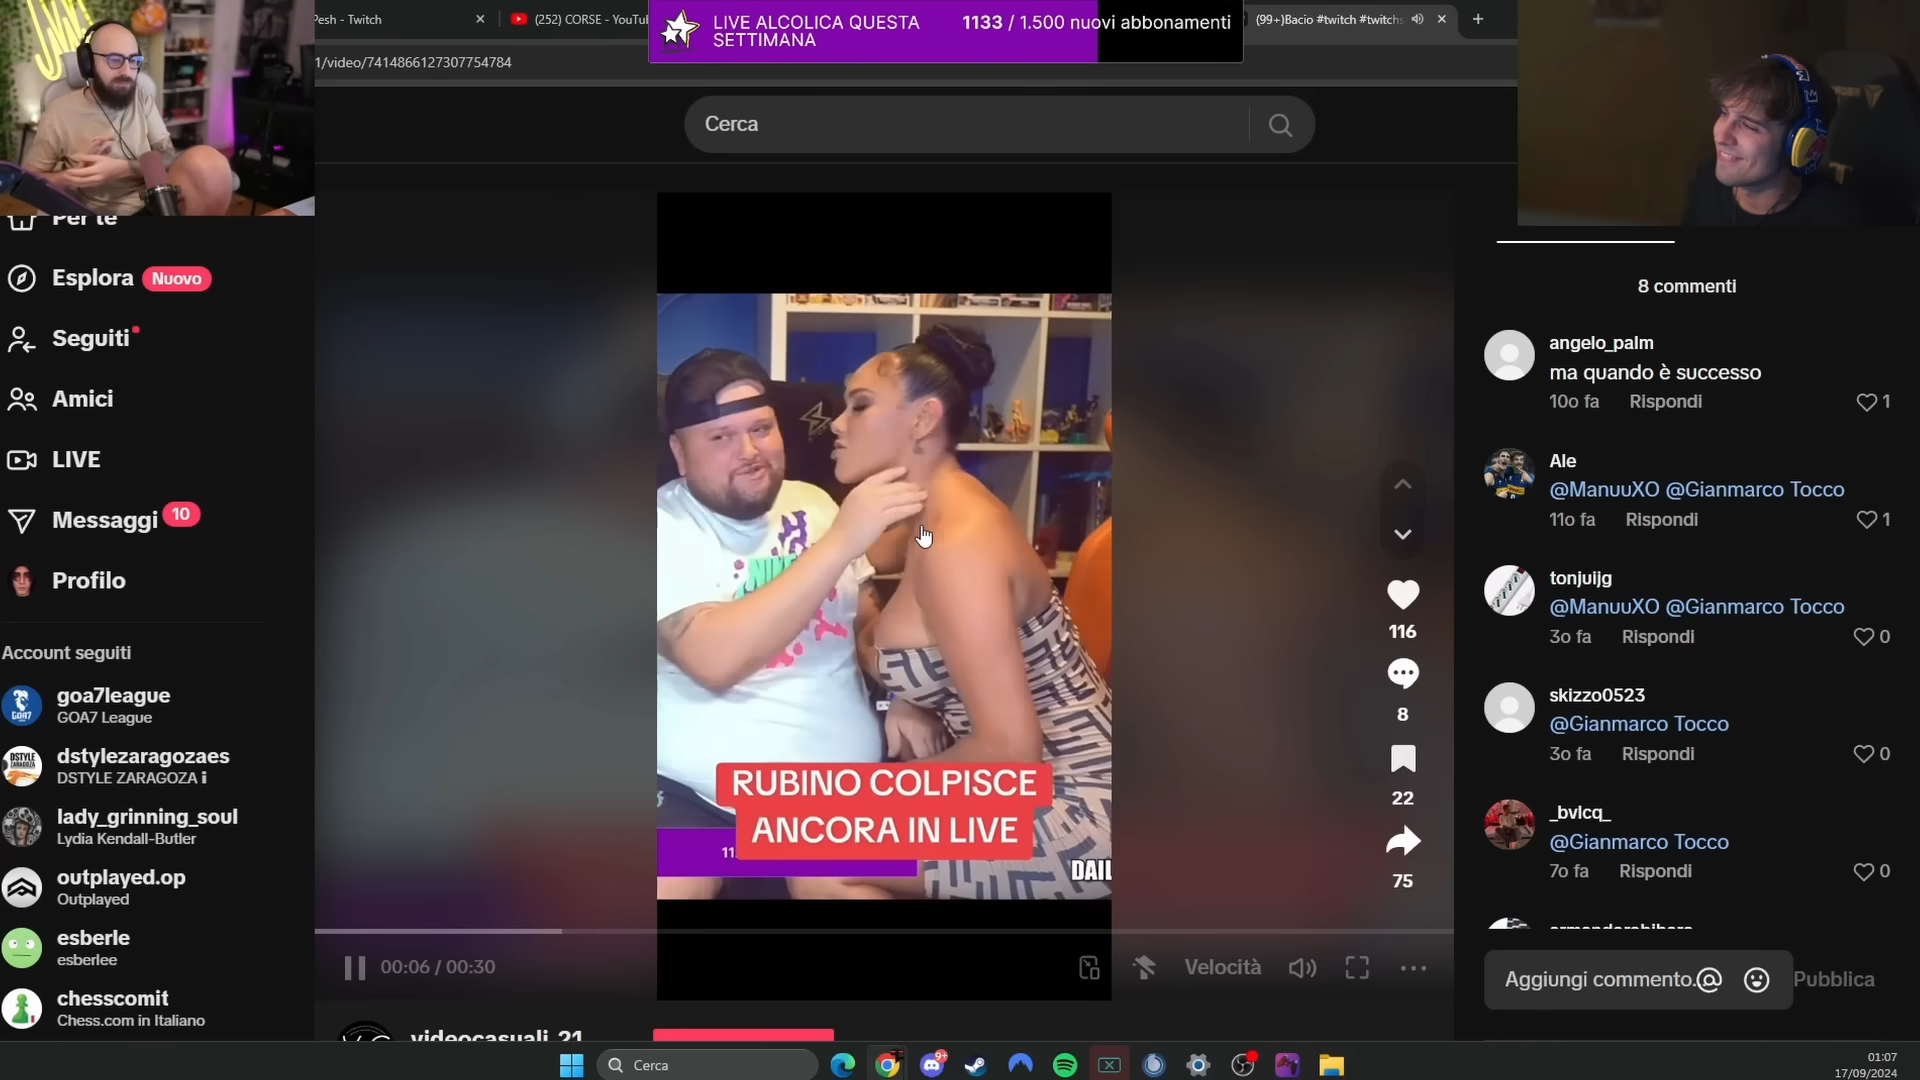 Pesh - Twitch
(252) CORSE - YouTu
LIVE ALCOLICA QUESTA
SETTIMANA
1133 / 1.500 nuovi abbonamenti
(99+)Bacio #twitch #twitchs
1/video/7414866127307754784
Cerca
Per te
Esplora
Nuovo
Seguiti
Amici
LIVE
Messaggi
10
Profilo
Account seguiti
goa7league
GOA7 League
dstylezaragozaes
DSTYLE ZARAGOZA ℹ
lady_grinning_soul
Lydia Kendall-Butler
outplayed.op
Outplayed
esberle
esberlee
chesscomit
Chess.com in Italiano
RUBINO COLPISCE
ANCORA IN LIVE
11
DAIL
116
8
22
75
00:06 / 00:30
Velocità
videocasuali_21
8 commenti
angelo_palm
ma quando è successo
10o fa
Rispondi
1
Ale
@ManuuXO @Gianmarco Tocco
11o fa
Rispondi
1
tonjuijg
@ManuuXO @Gianmarco Tocco
3o fa
Rispondi
0
skizzo0523
@Gianmarco Tocco
3o fa
Rispondi
0
_bvlcq_
@Gianmarco Tocco
7o fa
Rispondi
0
Aggiungi commento.
Pubblica
Cerca
9+
01:07
17/09/2024